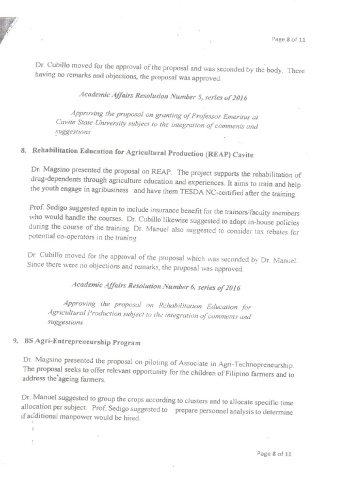 Page 8 of 11
Dr. Cubillo moved for the approval of the proposal and was seconded by the body. There
having no remarks and objections, the proposal was approved.
Academic Affairs Resolution Number 5, series of 2016
Approving the proposal on granting of Professor Emeritus at
Cavite State University subject to the integration of comments and
suggestions
8. Rehabilitation Education for Agricultural Production (REAP) Cavite
Dr. Magsino presented the proposal on REAP. The project supports the rehabilitation of
drug-dependents through agriculture education and experiences. It aims to train and help
the youth engage in agribusiness and have them TESDA NC-certified after the training.
Prof. Sedigo suggested again to include insurance benefit for the trainors/faculty members
who would handle the courses. Dr. Cubillo likewise suggested to adopt in-house policies
during the course of the training. Dr. Manuel also suggested to consider tax rebates for
potential co-operators in the traning.
Dr. Cubillo moved for the approval of the proposal which was seconded by Dr. Manuel.
Since there were no objections and remarks, the proposal was approved.
Academic Affairs Resolution Number 6, series of 2016
Approving the proposal on Rehabilitation Education for
Agricultural Production subject to the integration of comments and
suggestions
9. BS Agri-Entrepreneurship Program
Dr. Magsino presented the proposal on piloting of Associate in Agri-Technopreneurship.
The proposal seeks to offer relevant opportunity for the children of Filipino farmers and to
address the ageing farmers.
Dr. Manuel suggested to group the crops according to clusters and to allocate specific time
allocation per subject. Prof. Sedigo suggested to prepare personnel analysis to determine
if additional manpower would be hired.
Page 8 of 11